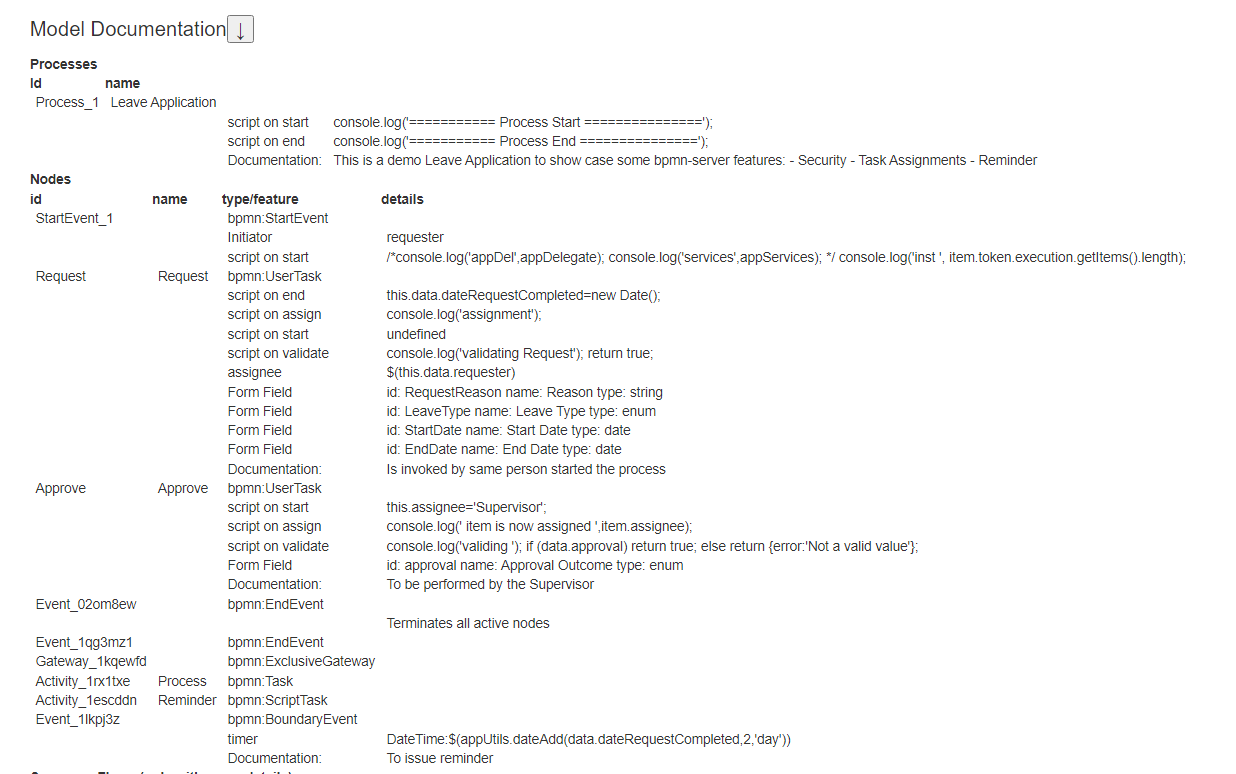 Model Documentation ↓
Processes
Id name
Process_1 Leave Application
script on start console.log('=========== Process Start ===============');
script on end console.log('=========== Process End ===============');
Documentation: This is a demo Leave Application to show case some bpmn-server features: - Security - Task Assignments - Reminder
Nodes
id name type/feature details
StartEvent_1 bpmn:StartEvent
Initiator requester
script on start /*console.log('appDel',appDelegate); console.log('services',appServices); */ console.log('inst ', item.token.execution.getItems().length);
Request Request bpmn:UserTask
script on end this.data.dateRequestCompleted=new Date();
script on assign console.log('assignment');
script on start undefined
script on validate console.log('validating Request'); return true;
assignee $(this.data.requester)
Form Field id: RequestReason name: Reason type: string
Form Field id: LeaveType name: Leave Type type: enum
Form Field id: StartDate name: Start Date type: date
Form Field id: EndDate name: End Date type: date
Documentation: Is invoked by same person started the process
Approve Approve bpmn:UserTask
script on start this.assignee='Supervisor';
script on assign console.log(' item is now assigned ',item.assignee);
script on validate console.log('validing '); if (data.approval) return true; else return {error:'Not a valid value'};
Form Field id: approval name: Approval Outcome type: enum
Documentation: To be performed by the Supervisor
Event_02om8ew bpmn:EndEvent
Terminates all active nodes
Event_1qg3mz1 bpmn:EndEvent
Gateway_1kqewfd bpmn:ExclusiveGateway
Activity_1rx1txe Process bpmn:Task
Activity_1escddn Reminder bpmn:ScriptTask
Event_1lkpj3z bpmn:BoundaryEvent
timer DateTime:$(appUtils.dateAdd(data.dateRequestCompleted,2,'day'))
Documentation: To issue reminder